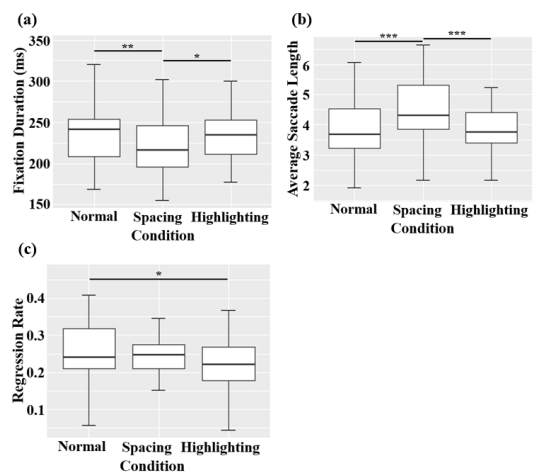 (a)
**
*
Fixation Duration (ms)
350
300
250
200
150
Normal Spacing Highlighting
Condition
(b)
***
***
Average Saccade Length
6
5
4
3
2
Normal Spacing Highlighting
Condition
(c)
*
Regression Rate
0.4
0.3
0.2
0.1
Normal Spacing Highlighting
Condition